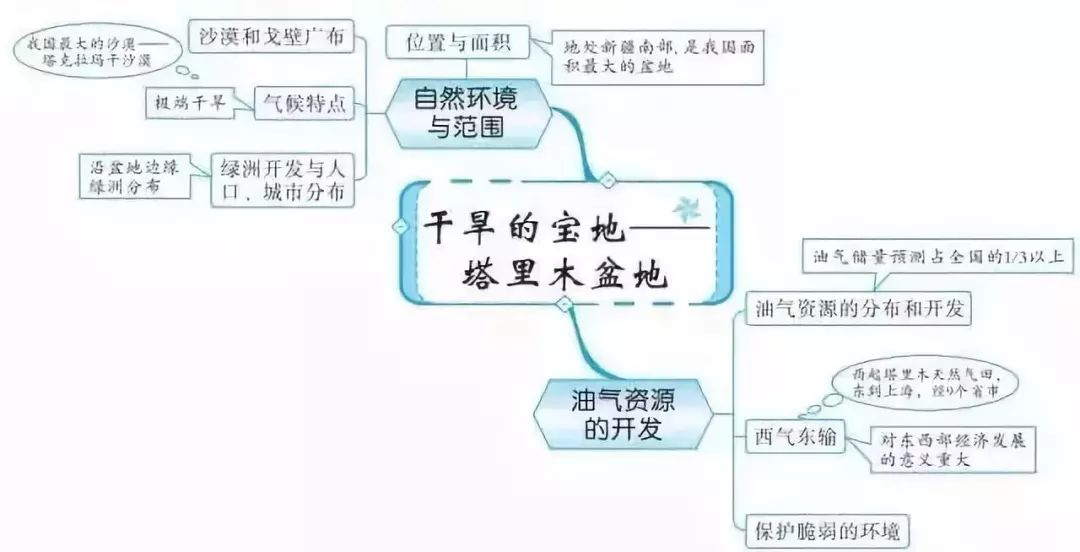 干旱的宝地——
塔里木盆地
自然环境
与范围
位置与面积
地处新疆南部,是我国面
积最大的盆地
沙漠和戈壁广布
我国最大的沙漠——
塔克拉玛干沙漠
气候特点
极端干旱
绿洲开发与人
口、城市分布
沿盆地边缘
绿洲分布
油气资源
的开发
油气资源的分布和开发
油气储量预测占全国的1/3以上
西气东输
西起塔里木天然气田,
东到上海,经9个省市
对东西部经济发展
的意义重大
保护脆弱的环境